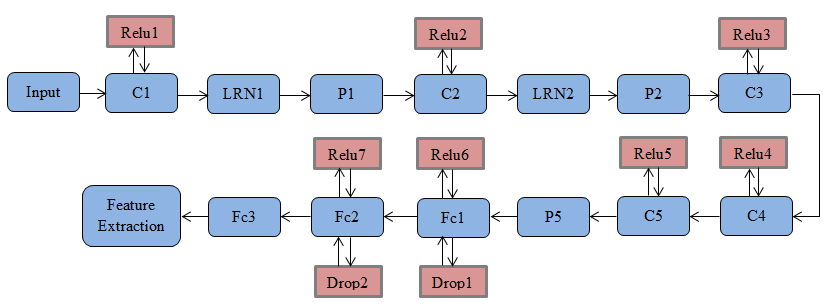 Relu1
Relu2
Relu3
Input
C1
LRN1
P1
C2
LRN2
P2
C3
Relu7
Relu6
Relu5
Relu4
Feature
Extraction
Fc3
Fc2
Fc1
P5
C5
C4
Drop2
Drop1